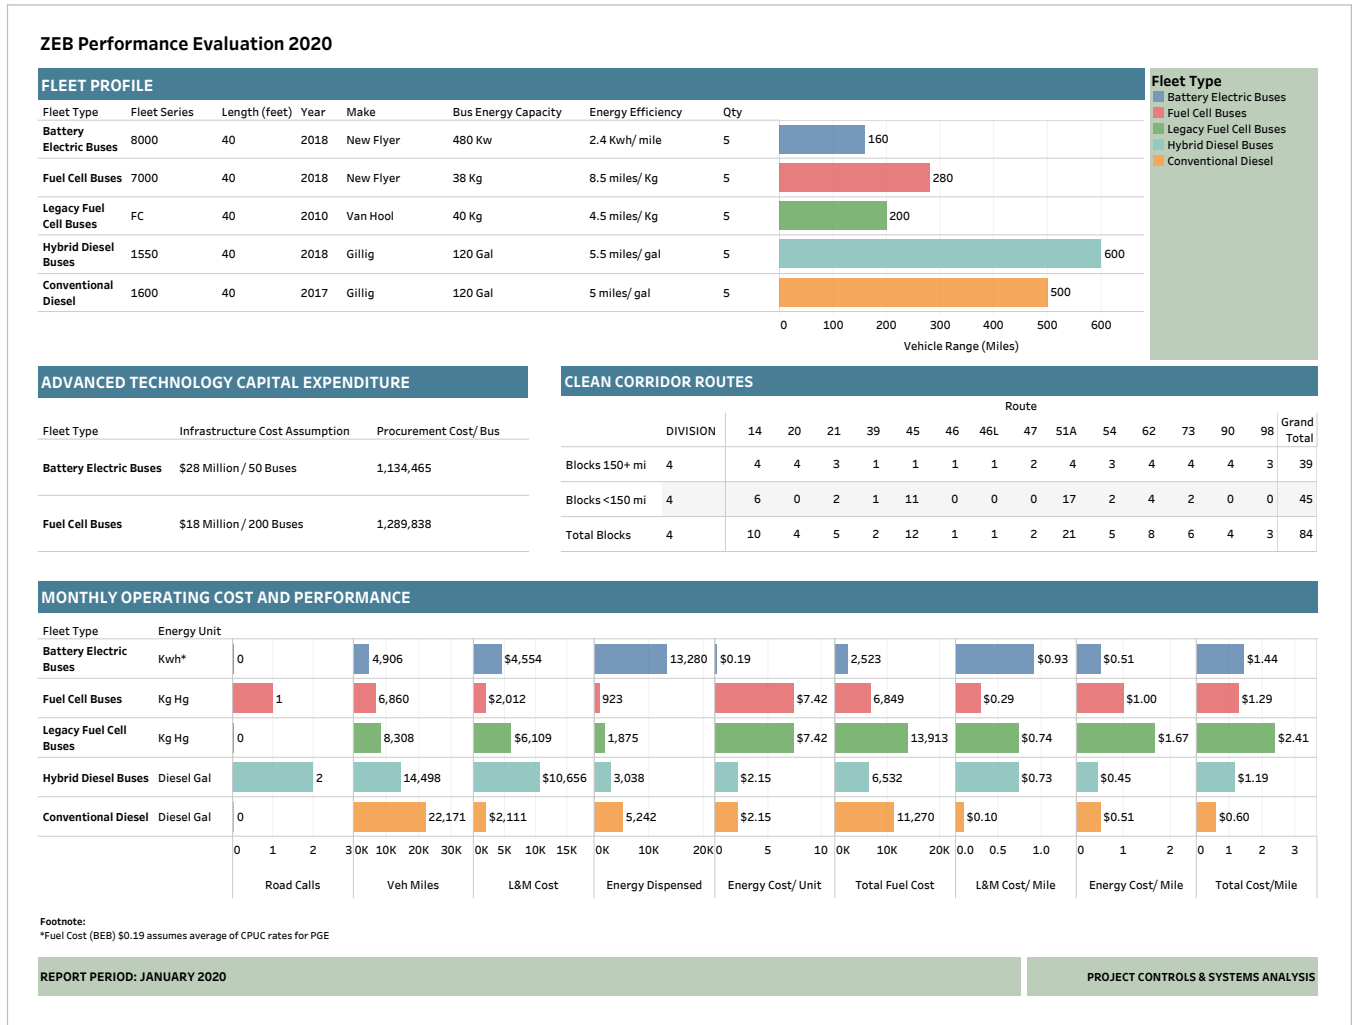 ZEB Performance Evaluation 2020
FLEET PROFILE
Fleet Type Fleet Series Length (feet) Year Make Bus Energy Capacity Energy Efficiency Qty
Battery Electric Buses 8000 40 2018 New Flyer 480 Kw 2.4 Kwh/ mile 5 160
Fuel Cell Buses 7000 40 2018 New Flyer 38 Kg 8.5 miles/ Kg 5 280
Legacy Fuel Cell Buses FC 40 2010 Van Hool 40 Kg 4.5 miles/ Kg 5 200
Hybrid Diesel Buses 1550 40 2018 Gillig 120 Gal 5.5 miles/ gal 5 600
Conventional Diesel 1600 40 2017 Gillig 120 Gal 5 miles/ gal 5 500
0 100 200 300 400 500 600
Vehicle Range (Miles)
Fleet Type
Battery Electric Buses
Fuel Cell Buses
Legacy Fuel Cell Buses
Hybrid Diesel Buses
Conventional Diesel
ADVANCED TECHNOLOGY CAPITAL EXPENDITURE
Fleet Type Infrastructure Cost Assumption Procurement Cost/ Bus
Battery Electric Buses $28 Million / 50 Buses 1,134,465
Fuel Cell Buses $18 Million / 200 Buses 1,289,838
CLEAN CORRIDOR ROUTES
Route
DIVISION 14 20 21 39 45 46 46L 47 51A 54 62 73 90 98 Grand Total
Blocks 150+ mi 4 4 4 3 1 1 1 1 2 4 3 4 4 4 3 39
Blocks <150 mi 4 6 0 2 1 11 0 0 0 17 2 4 2 0 0 45
Total Blocks 4 10 4 5 2 12 1 1 2 21 5 8 6 4 3 84
MONTHLY OPERATING COST AND PERFORMANCE
Fleet Type Energy Unit
Battery Electric Buses Kwh* 0 4,906 $4,554 13,280 $0.19 2,523 $0.93 $0.51 $1.44
Fuel Cell Buses Kg Hg 1 6,860 $2,012 923 $7.42 6,849 $0.29 $1.00 $1.29
Legacy Fuel Cell Buses Kg Hg 0 8,308 $6,109 1,875 $7.42 13,913 $0.74 $1.67 $2.41
Hybrid Diesel Buses Diesel Gal 2 14,498 $10,656 3,038 $2.15 6,532 $0.73 $0.45 $1.19
Conventional Diesel Diesel Gal 0 22,171 $2,111 5,242 $2.15 11,270 $0.10 $0.51 $0.60
0 1 2 3 0K 10K 20K 30K 0K 5K 10K 15K 0K 10K 20K 0 5 10 0K 10K 20K 0.0 0.5 1.0 0 1 2 0 1 2 3
Road Calls Veh Miles L&M Cost Energy Dispensed Energy Cost/ Unit Total Fuel Cost L&M Cost/ Mile Energy Cost/ Mile Total Cost/Mile
Footnote:
*Fuel Cost (BEB) $0.19 assumes average of CPUC rates for PGE
REPORT PERIOD: JANUARY 2020
PROJECT CONTROLS & SYSTEMS ANALYSIS